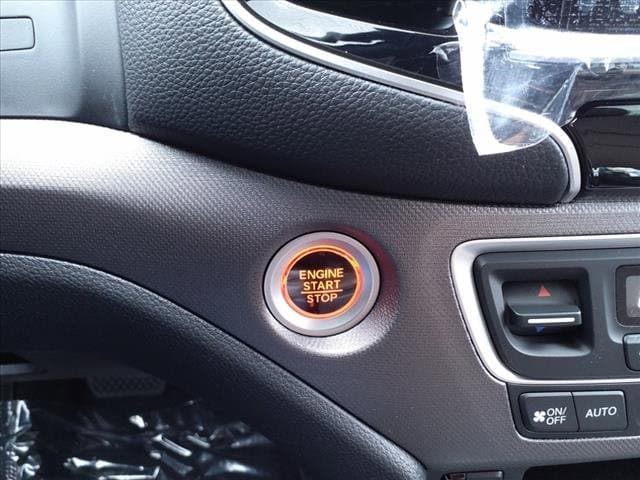 ENGINE
START
STOP
ON/
OFF
AUTO